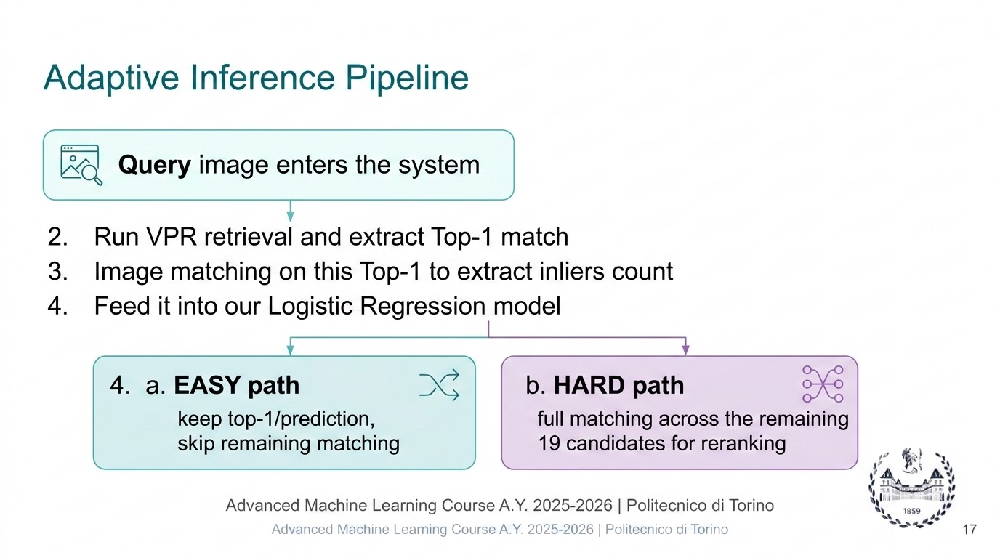 Adaptive Inference Pipeline
Query image enters the system
2. Run VPR retrieval and extract Top-1 match
3. Image matching on this Top-1 to extract inliers count
4. Feed it into our Logistic Regression model
4. a. EASY path
keep top-1/prediction,
skip remaining matching
b. HARD path
full matching across the remaining
19 candidates for reranking
Advanced Machine Learning Course A.Y. 2025-2026 | Politecnico di Torino
Advanced Machine Learning Course A.Y. 2025-2026 | Politecnico di Torino
1859
17